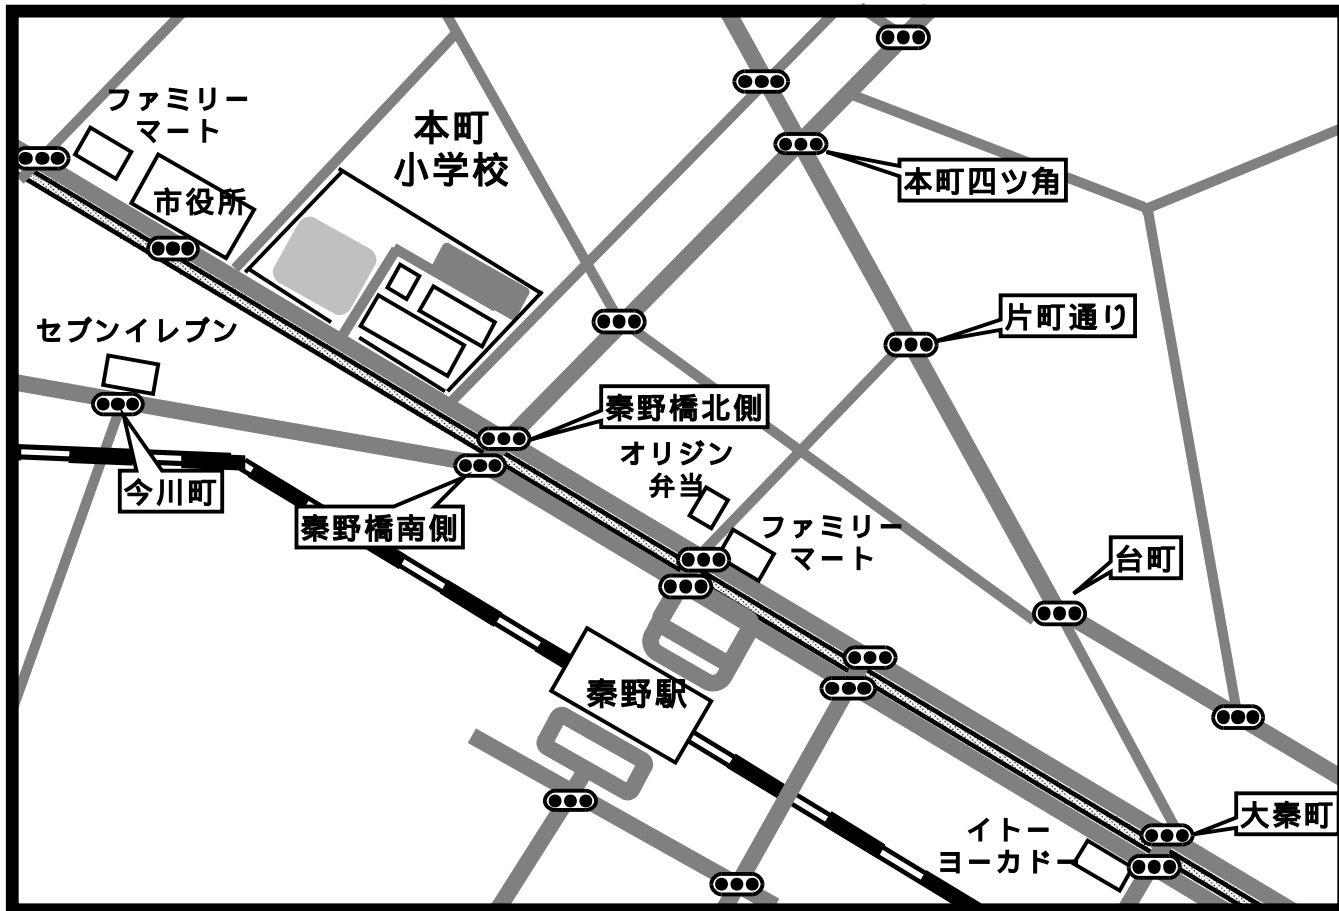 ファミリー
マート
市役所
本町
小学校
本町四ツ角
片町通り
セブンイレブン
今川町
秦野橋北側
秦野橋南側
オリジン
弁当
ファミリー
マート
台町
秦野駅
大秦町
イトー
ヨーカドー